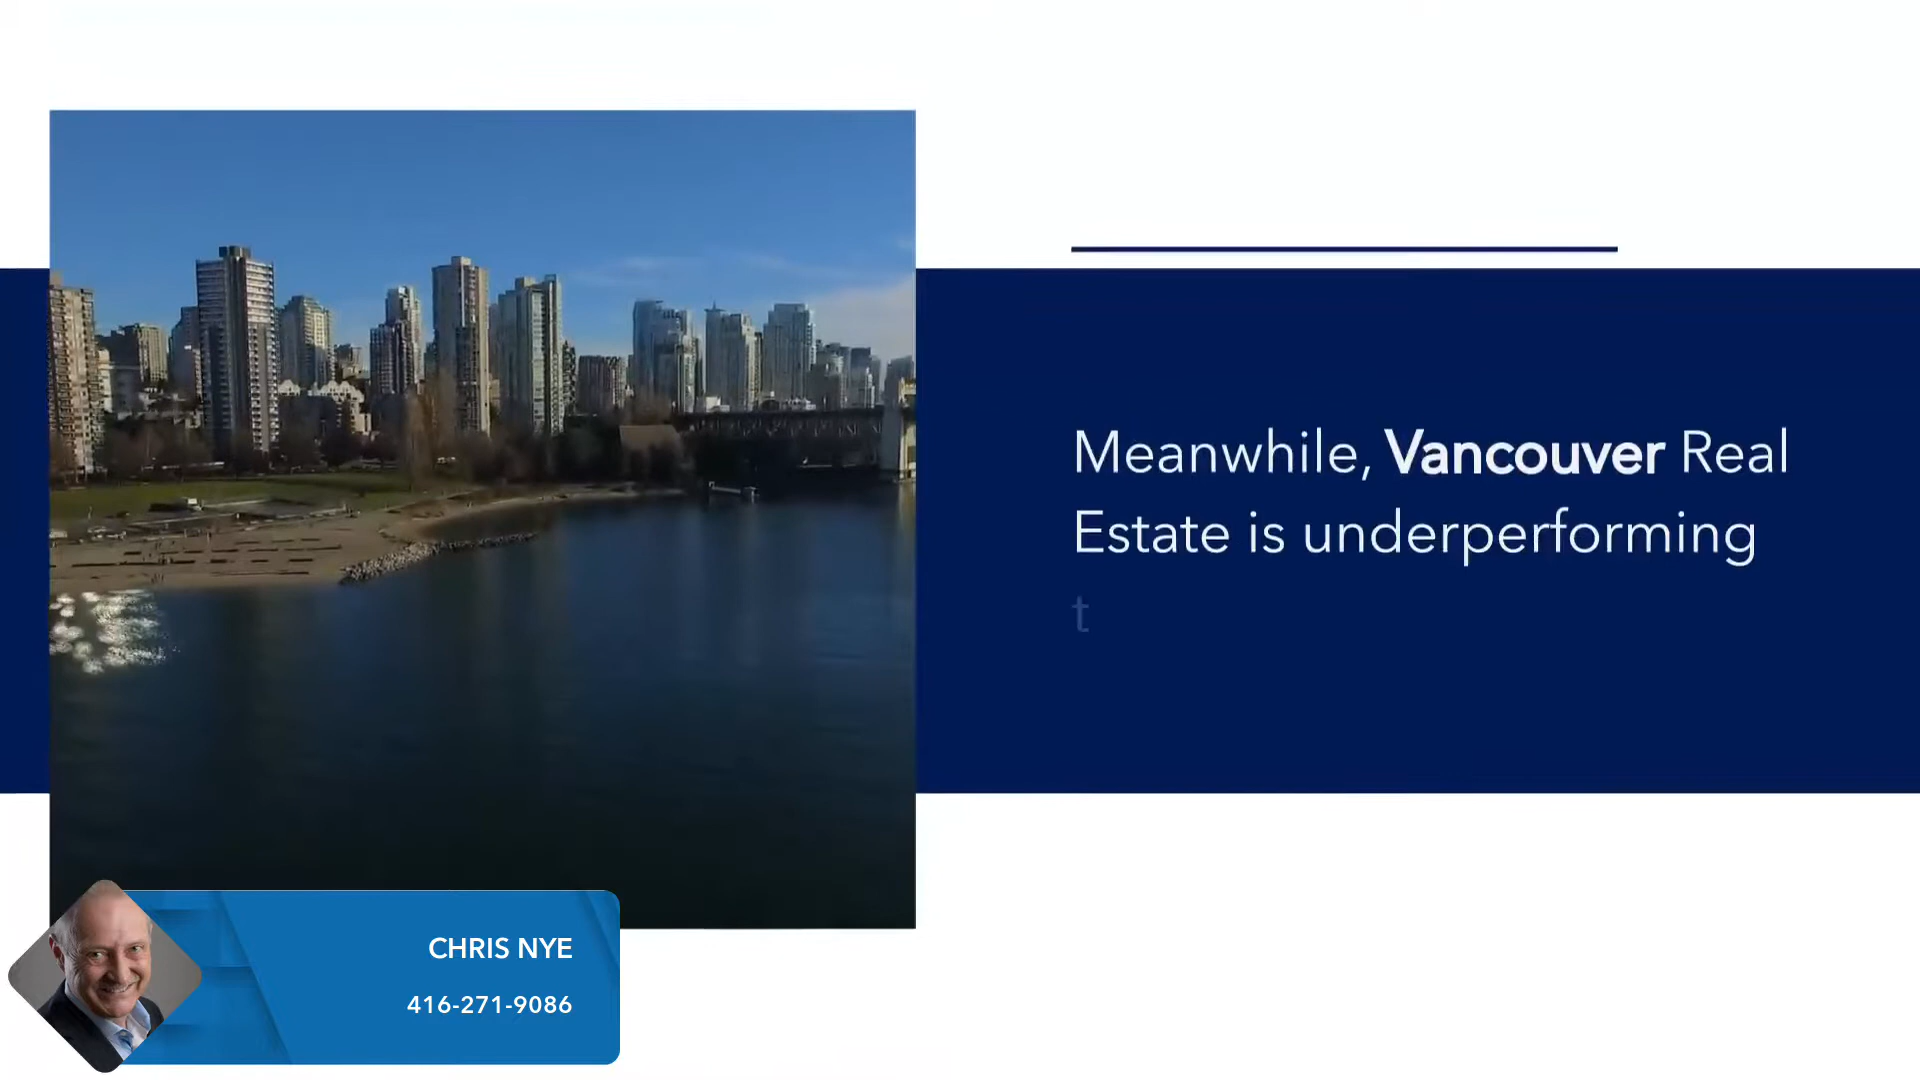 Meanwhile, Vancouver Real
Estate is underperforming
t
CHRIS NYE
416-271-9086